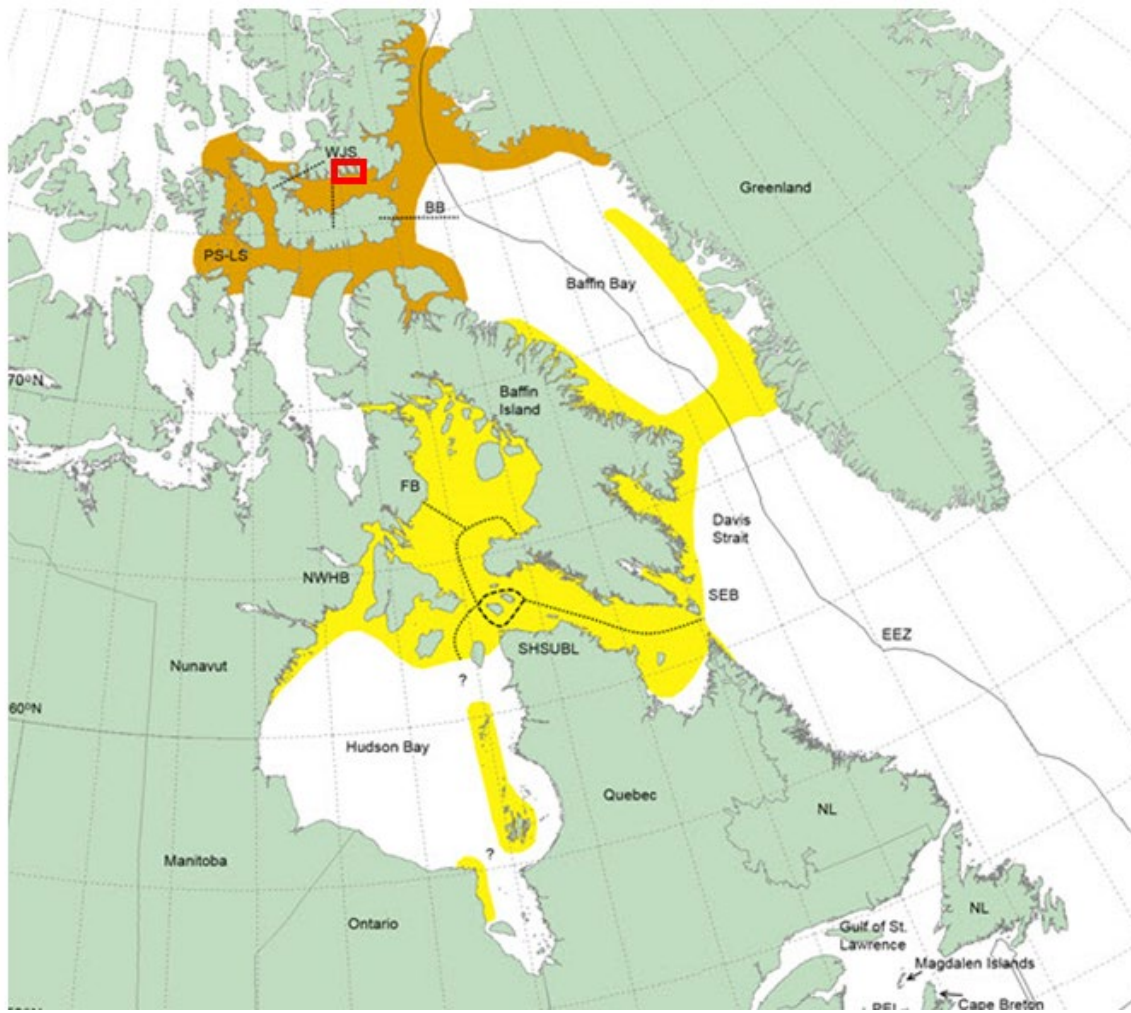 WJS
Greenland
BB
PS-LS
Baffin Bay
70°N
Baffin
Island
FB
Davis
Strait
NWHB
SEB
EEZ
SHSUBL
Nunavut
?
60°N
Hudson Bay
Quebec
NL
?
Manitoba
NL
Ontario
Gulf of St.
Lawrence
Magdalen Islands
Cape Breton